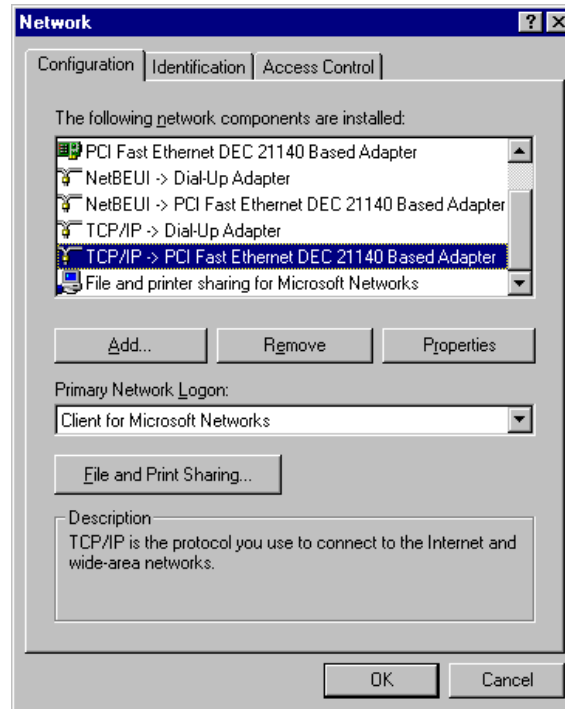 Network
Configuration Identification Access Control
The following network components are installed:
PCI Fast Ethernet DEC 21140 Based Adapter
NetBEUI -> Dial-Up Adapter
NetBEUI -> PCI Fast Ethernet DEC 21140 Based Adapter
TCP/IP -> Dial-Up Adapter
TCP/IP -> PCI Fast Ethernet DEC 21140 Based Adapter
File and printer sharing for Microsoft Networks
Add... Remove Properties
Primary Network Logon:
Client for Microsoft Networks
File and Print Sharing...
Description
TCP/IP is the protocol you use to connect to the Internet and
wide-area networks.
OK Cancel